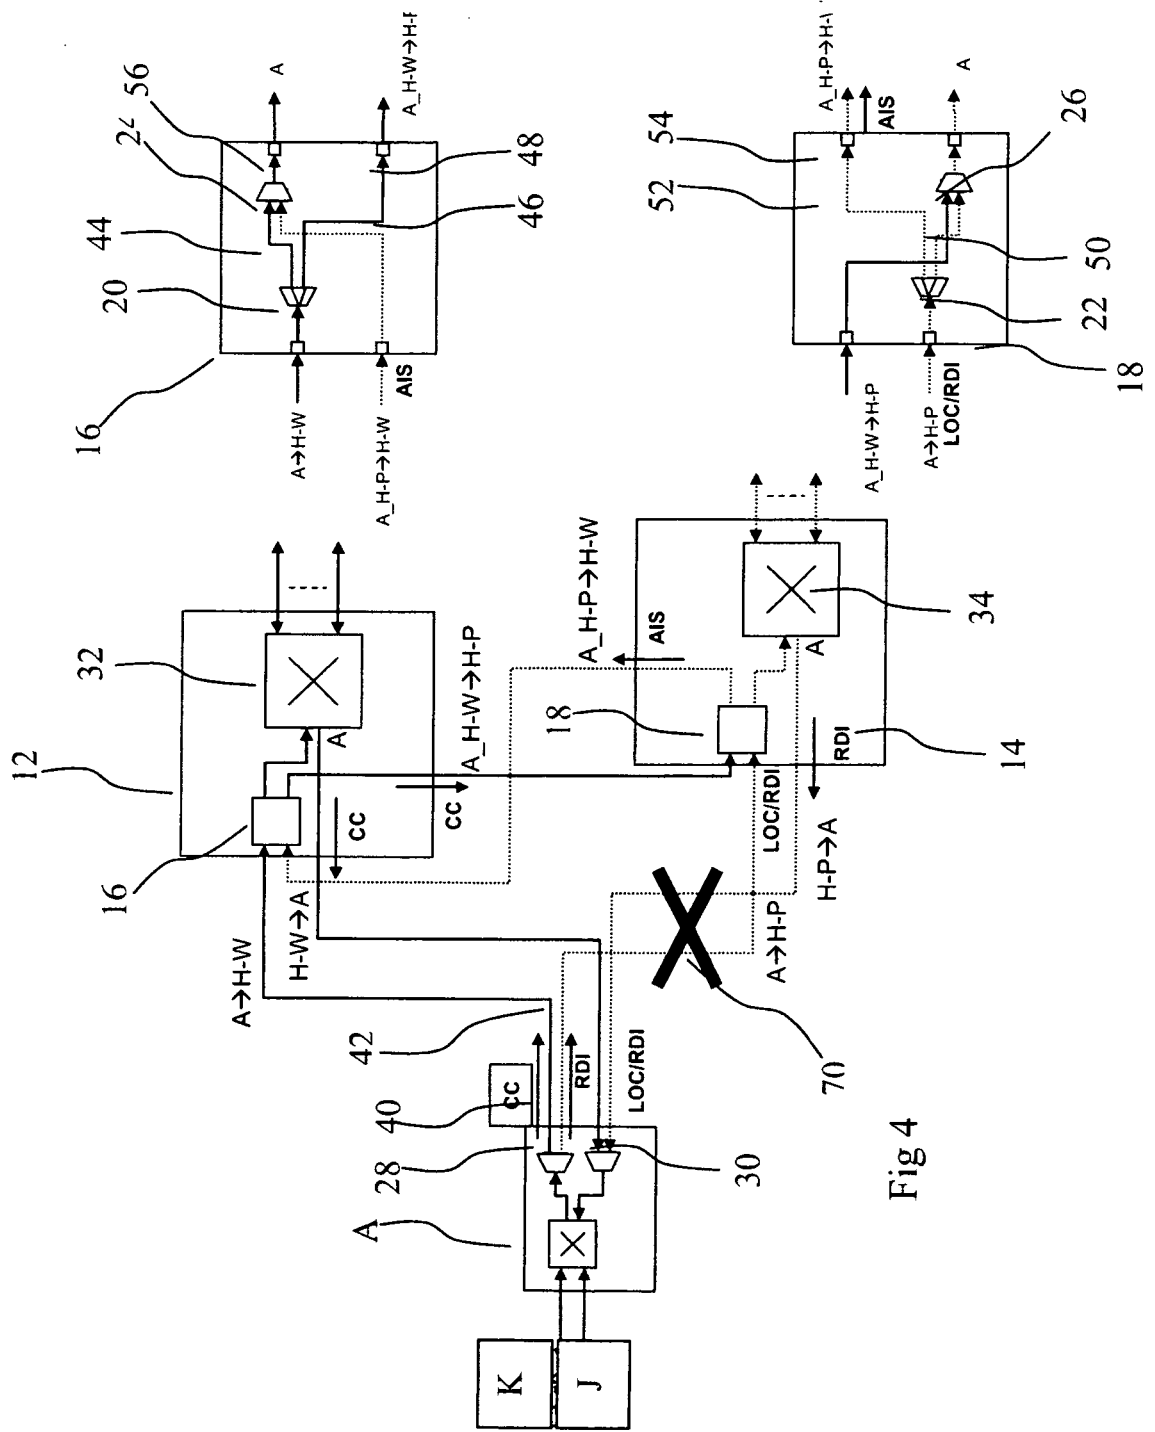 16
20
44
24
56
A→H-W
A_H-P→H-W
AIS
A
A_H-W→H-P
46
48
A_H-W→H-P
A→H-P
LOC/RDI
18
22
50
52
54
26
A_H-P→H-\
AIS
A
12
32
16
A
A→H-W
H-W→A
CC
CC
A_H-W→H-P
A_H-P→H-W
AIS
18
34
A
14
RDI
LOC/RDI
H-P→A
A→H-P
70
42
40
CC
RDI
LOC/RDI
28
30
A
K
J
Fig 4